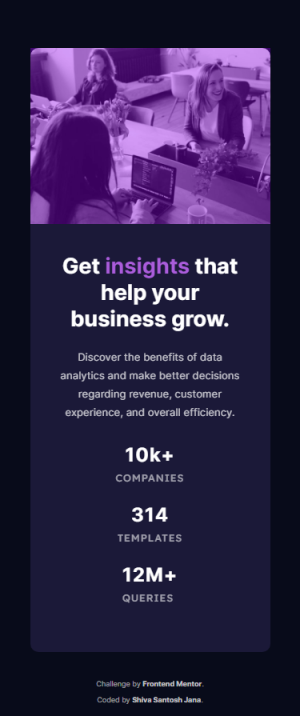 Get insights that
help your
business grow.
Discover the benefits of data
analytics and make better decisions
regarding revenue, customer
experience, and overall efficiency.
10k+
COMPANIES
314
TEMPLATES
12M+
QUERIES
Challenge by Frontend Mentor.
Coded by Shiva Santosh Jana.